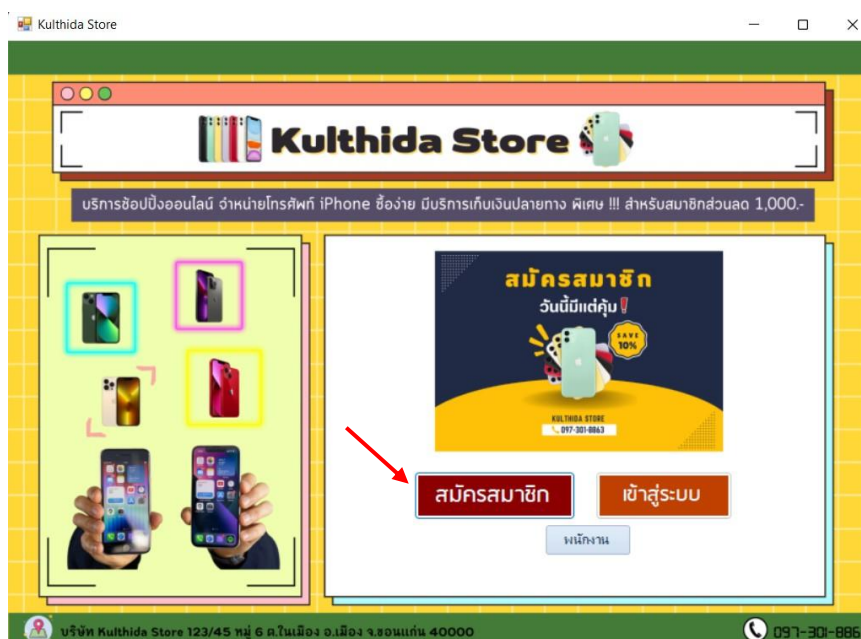 Kulthida Store
Kulthida Store
บริการช้อปปิ้งออนไลน์ จำหน่ายโทรศัพท์ iPhone ซื้อง่าย มีบริการเก็บเงินปลายทาง พิเศษ !!! สำหรับสมาชิกส่วนลด 1,000.-
สมัครสมาชิก
วันนี้มีแต่คุ้ม!
SAVE
10%
KULTHIDA STORE
097-301-8863
สมัครสมาชิก
เข้าสู่ระบบ
พนักงาน
บริษัท Kulthida Store 123/45 หมู่ 6 ต.ในเมือง อ.เมือง จ.ขอนแก่น 40000
097-301-886